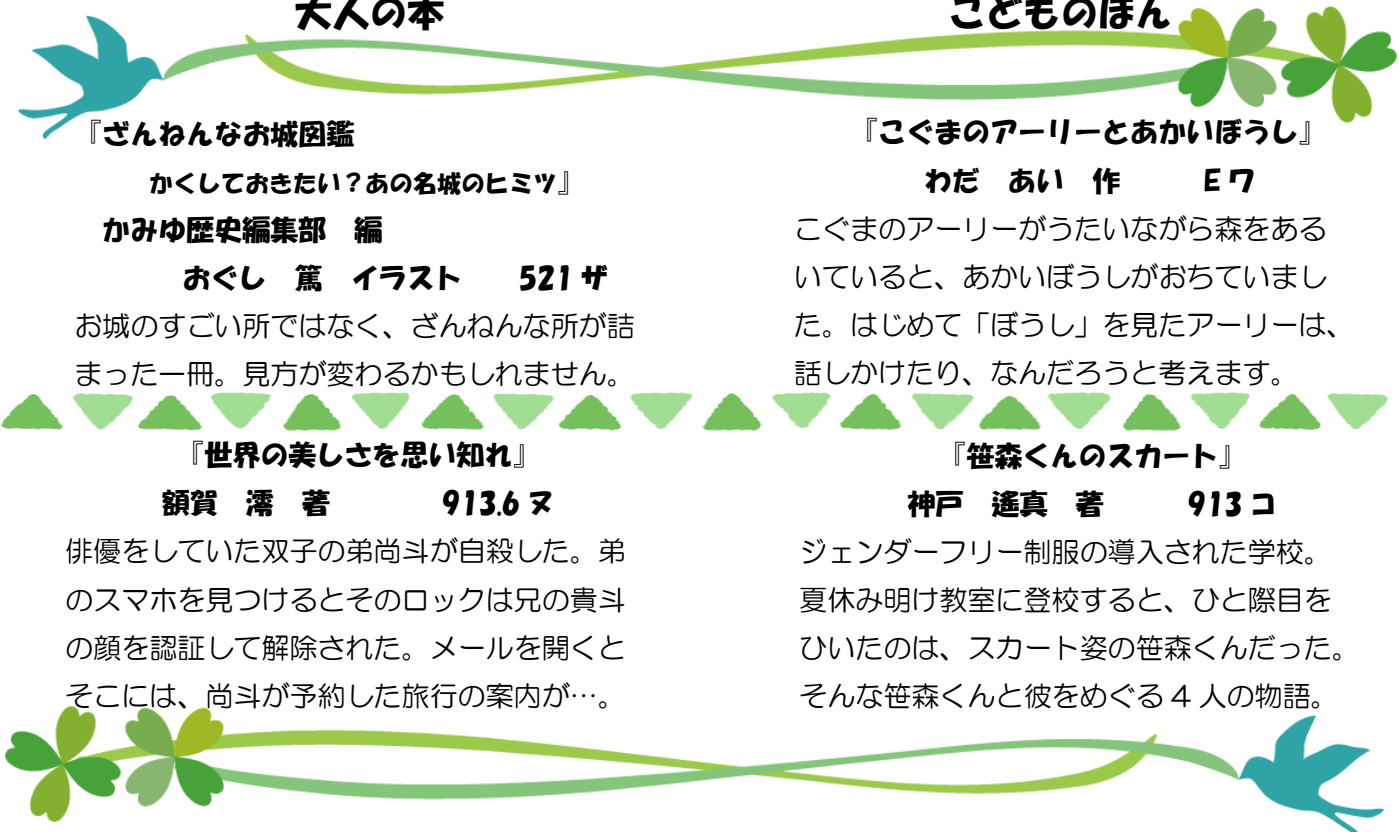 大人の本
『ざんねんなお城図鑑
かくしておきたい？あの名城のヒミツ』
かみゆ歴史編集部　編
おぐし　篤　イラスト　　521 ザ
お城のすごい所ではなく、ざんねんな所が詰
まった一冊。見方が変わるかもしれません。
『世界の美しさを思い知れ』
額賀　澪　著　　　　913.6 ヌ
俳優をしていた双子の弟尚斗が自殺した。弟
のスマホを見つけるとそのロックは兄の貴斗
の顔を認証して解除された。メールを開くと
そこには、尚斗が予約した旅行の案内が…。
こどものほん
『こぐまのアーリーとあかいぼうし』
わだ　あい　作　　　E ワ
こぐまのアーリーがうたいながら森をある
いていると、あかいぼうしがおちていまし
た。はじめて「ぼうし」を見たアーリーは、
話しかけたり、なんだろうと考えます。
『笹森くんのスカート』
神戸　遙真　著　　　913 コ
ジェンダーフリー制服の導入された学校。
夏休み明け教室に登校すると、ひと際目を
ひいたのは、スカート姿の笹森くんだった。
そんな笹森くんと彼をめぐる 4 人の物語。